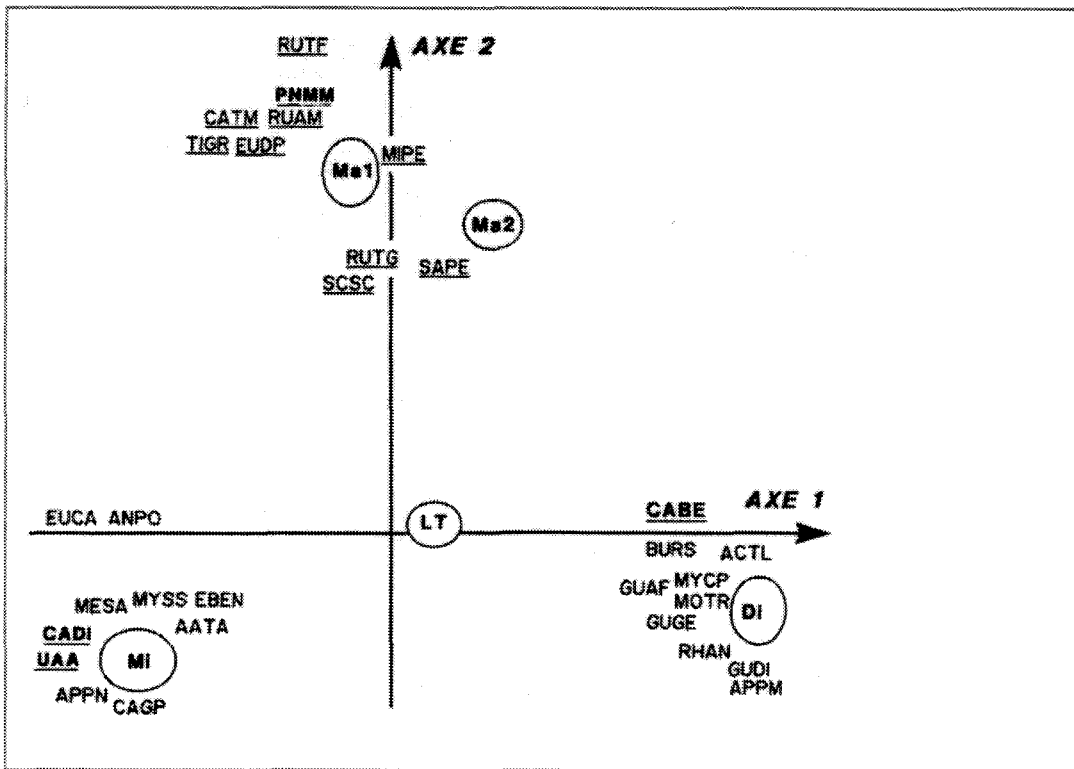 RUTF AXE 2
PNMM
CATM RUAM
TIGR EUDP
Ma1 MIPE
Ma2
RUTG SAPE
SCSC
CABE AXE 1
EUCA ANPO LT
BURS ACTL
GUAF MYCP
MOTR Di
MESA MYSS EBEN
GUGE
AATA
CADI
RHAN
UAA Mi
GUDI
APPN CAGP APPM